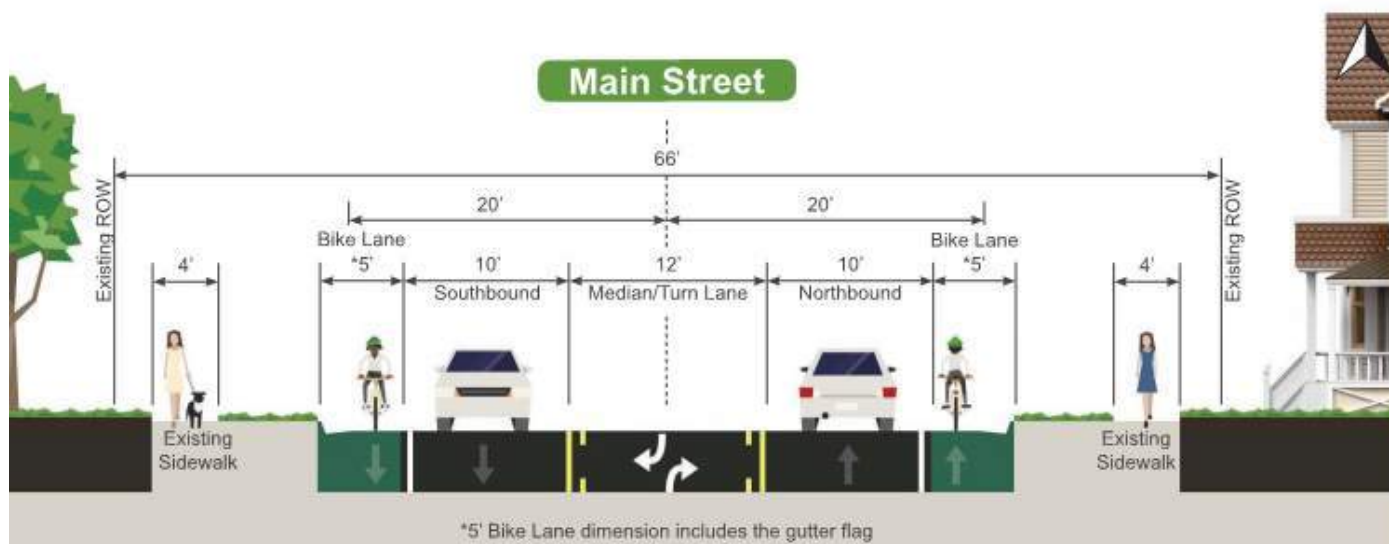 Main Street
66'
20'
20'
Existing ROW
Existing ROW
Bike Lane
Bike Lane
4'
*5'
10'
12'
10'
*5'
4'
Southbound
Median/Turn Lane
Northbound
Existing
Sidewalk
Existing
Sidewalk
*5' Bike Lane dimension includes the gutter flag